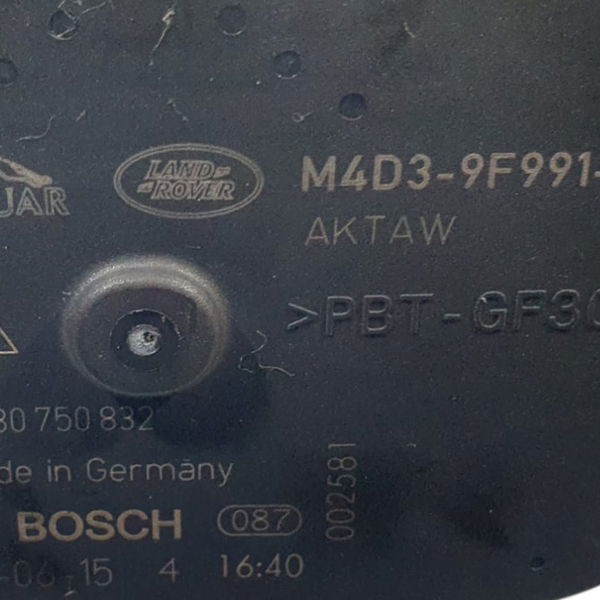 UAR LAND ROVER M4D3-9F991-
AKTAW
>PBT-GF30
80 750 832
de in Germany
002581
BOSCH 087
-06-15 4 16:40